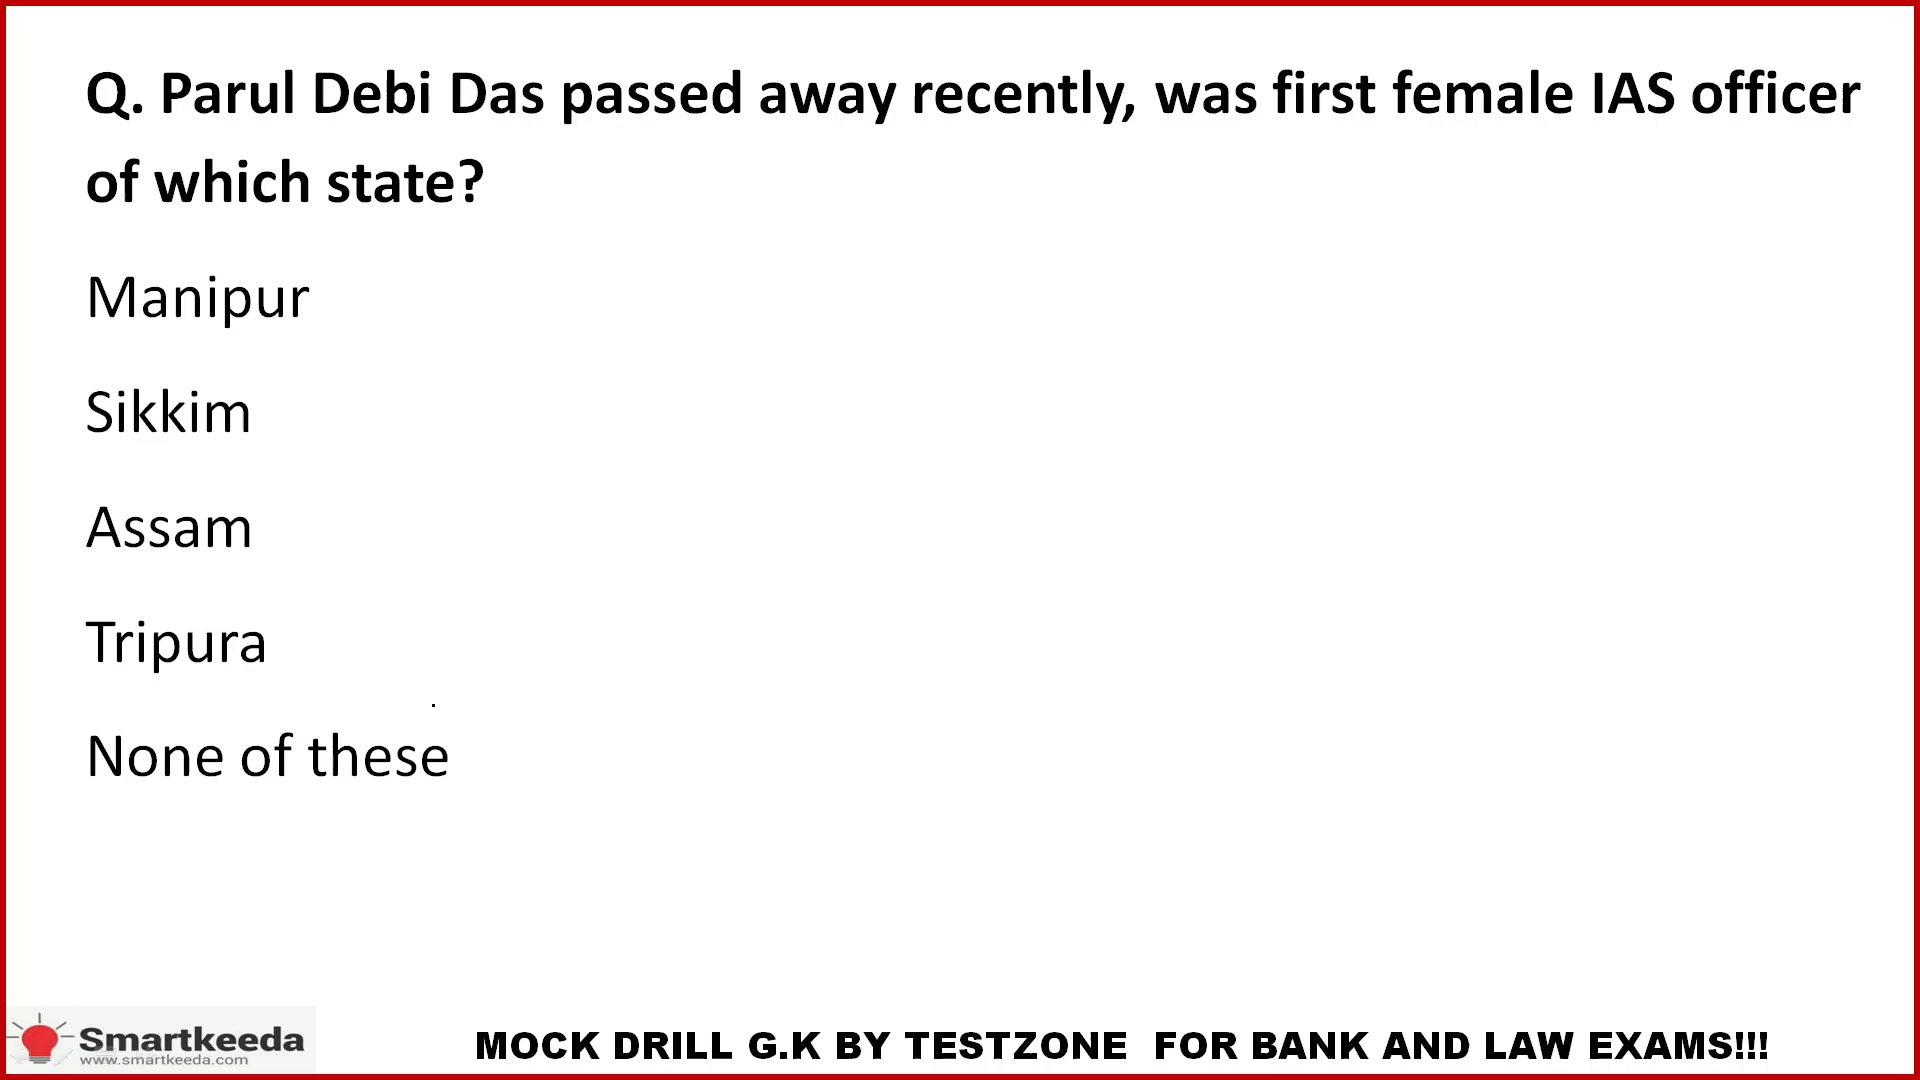 Q. Parul Debi Das passed away recently, was first female IAS officer
of which state?
Manipur
Sikkim
Assam
Tripura
None of these
Smartkeeda
www.smartkeeda.com
MOCK DRILL G.K BY TESTZONE FOR BANK AND LAW EXAMS!!!